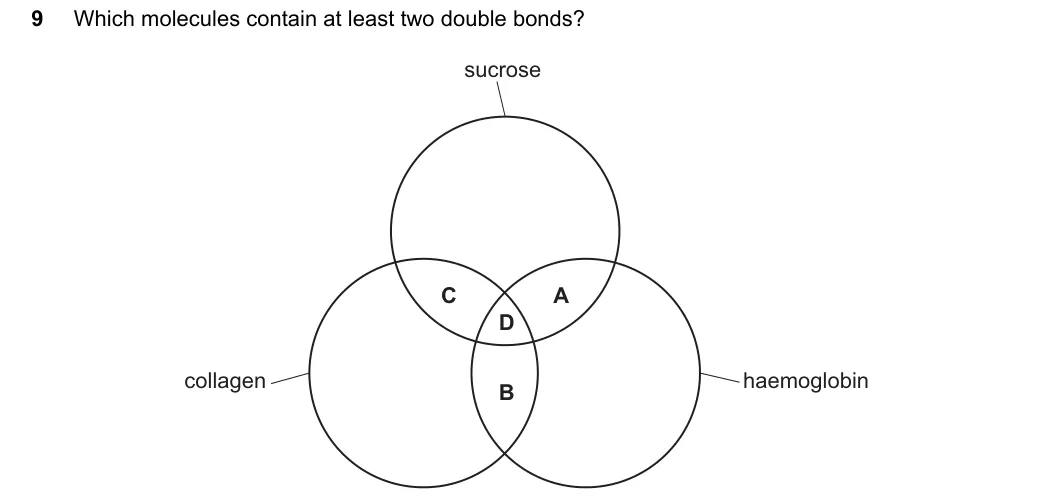 9 Which molecules contain at least two double bonds?
sucrose
C
A
D
collagen
haemoglobin
B